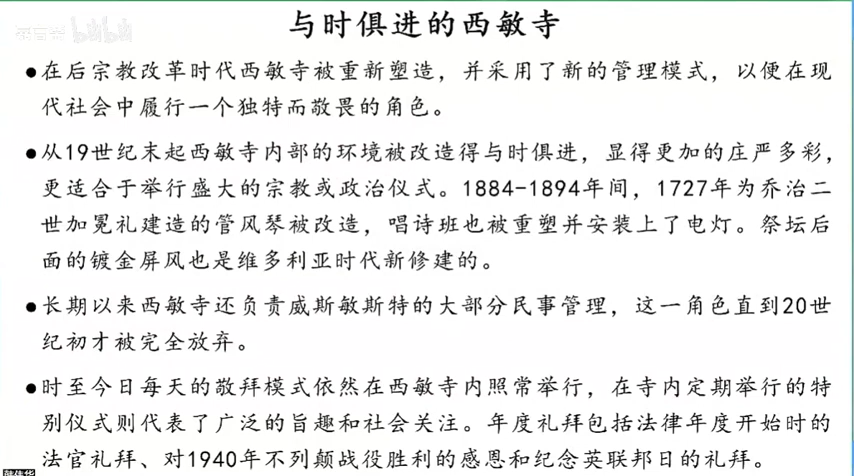 bilibili
与时俱进的西敏寺
●在后宗教改革时代西敏寺被重新塑造，并采用了新的管理模式，以便在现
代社会中履行一个独特而敬畏的角色。
●从19世纪末起西敏寺内部的环境被改造得与时俱进，显得更加的庄严多彩，
更适合于举行盛大的宗教或政治仪式。1884-1894年间，1727年为乔治二
世加冕礼建造的管风琴被改造，唱诗班也被重塑并安装上了电灯。祭坛后
面的镀金屏风也是维多利亚时代新修建的。
●长期以来西敏寺还负责威斯敏斯特的大部分民事管理，这一角色直到20世
纪初才被完全放弃。
●时至今日每天的敬拜模式依然在西敏寺内照常举行，在寺内定期举行的特
别仪式则代表了广泛的旨趣和社会关注。年度礼拜包括法律年度开始时的
法官礼拜、对1940年不列颠战役胜利的感恩和纪念英联邦日的礼拜。